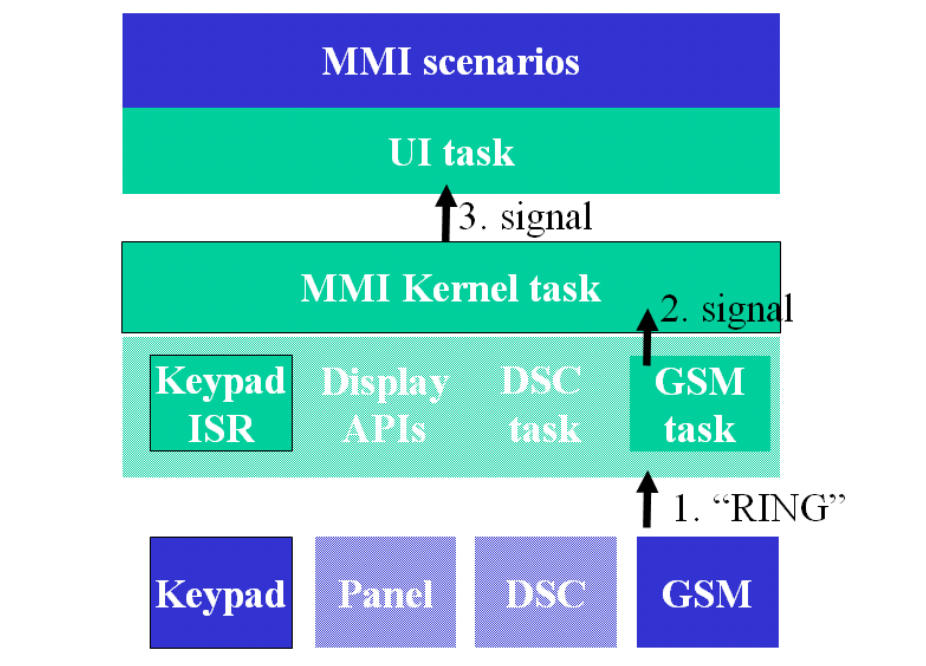 MMI scenarios
UI task
3. signal
MMI Kernel task
2. signal
Keypad
ISR
Display
APIs
DSC
task
GSM
task
1. “RING”
Keypad
Panel
DSC
GSM